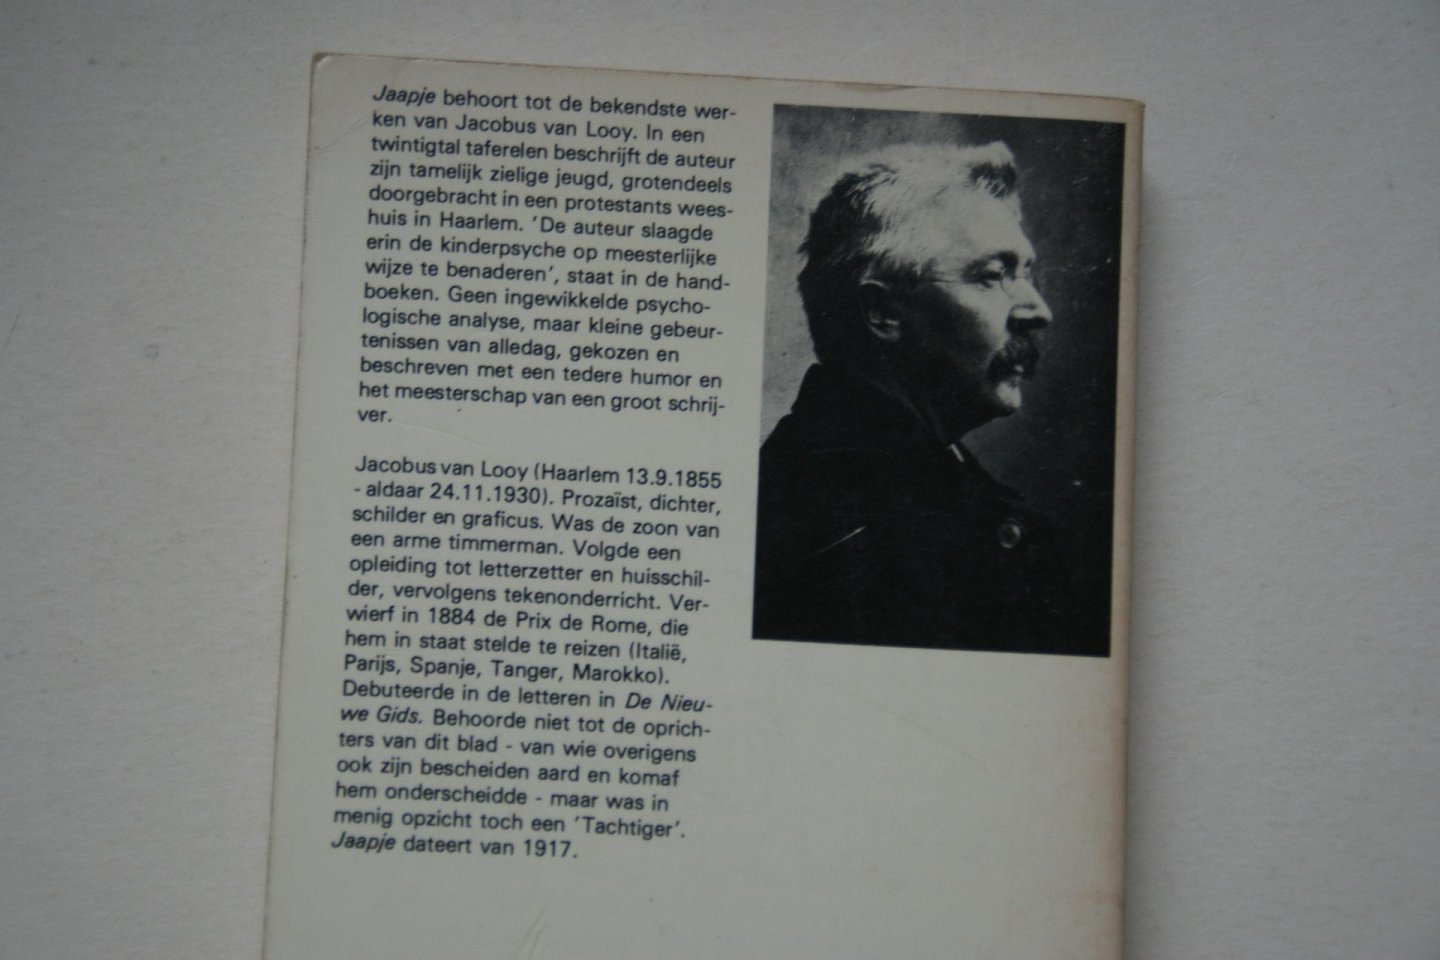 Jaapje behoort tot de bekendste wer-
ken van Jacobus van Looy. In een
twintigtal taferelen beschrijft de auteur
zijn tamelijk zielige jeugd, grotendeels
doorgebracht in een protestants wees-
huis in Haarlem. 'De auteur slaagde
erin de kinderpsyche op meesterlijke
wijze te benaderen', staat in de hand-
boeken. Geen ingewikkelde psycho-
logische analyse, maar kleine gebeur-
tenissen van alledag, gekozen en
beschreven met een tedere humor en
het meesterschap van een groot schrij-
ver.
Jacobus van Looy (Haarlem 13.9.1855
- aldaar 24.11.1930). Prozaïst, dichter,
schilder en graficus. Was de zoon van
een arme timmerman. Volgde een
opleiding tot letterzetter en huisschil-
der, vervolgens tekenonderricht. Ver-
wierf in 1884 de Prix de Rome, die
hem in staat stelde te reizen (Italië,
Parijs, Spanje, Tanger, Marokko).
Debuteerde in de letteren in De Nieu-
we Gids. Behoorde niet tot de oprich-
ters van dit blad - van wie overigens
ook zijn bescheiden aard en komaf
hem onderscheidde - maar was in
menig opzicht toch een 'Tachtiger'.
Jaapje dateert van 1917.